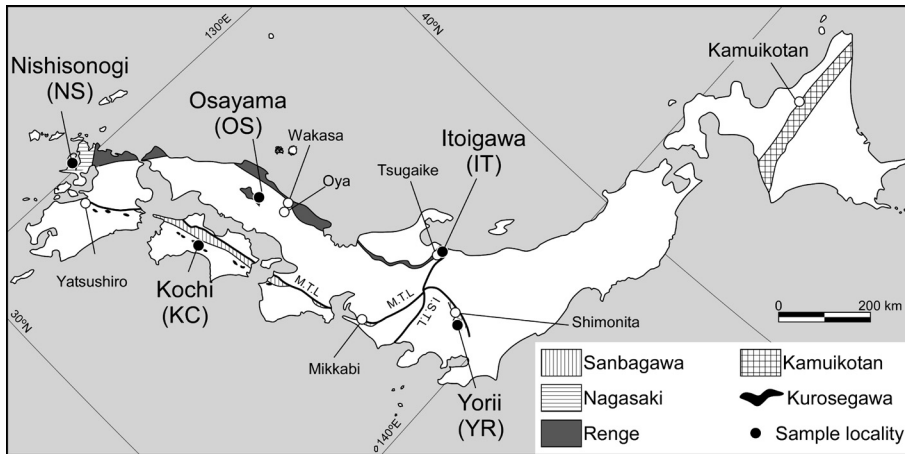 130°E
40°N
Kamuikotan
Nishisonogi
(NS)
Osayama
(OS)
Wakasa
Oya
Itoigawa
(IT)
Tsugaike
Yatsushiro
Kochi
(KC)
M.T.L
M.T.L
I.S.T.L
Mikkabi
Shimonita
Yorii
(YR)
30°N
140°E
0
200 km
Sanbagawa
Nagasaki
Renge
Kamuikotan
Kurosegawa
Sample locality